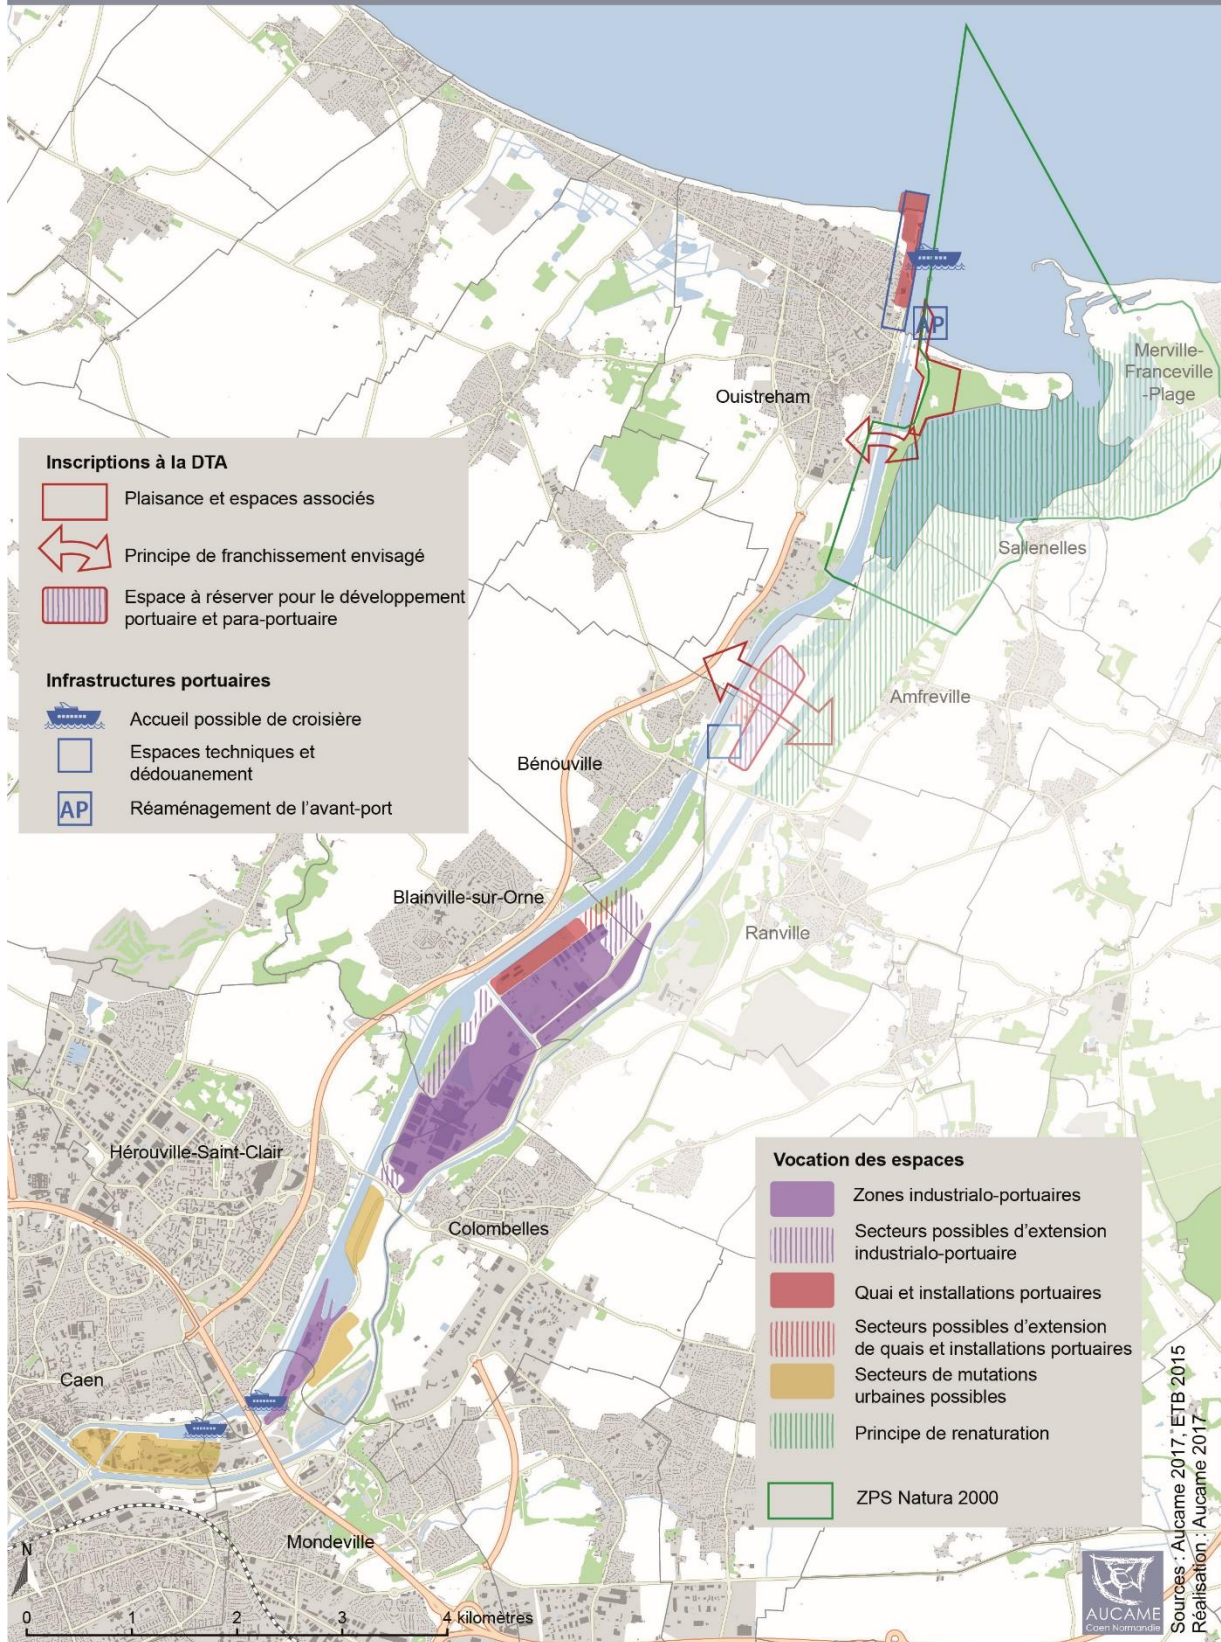 AP
Merville-
Franceville
-Plage
Ouistreham
Sallenelles
Inscriptions à la DTA
Plaisance et espaces associés
Principe de franchissement envisagé
Espace à réserver pour le développement
portuaire et para-portuaire
Infrastructures portuaires
Accueil possible de croisière
Espaces techniques et
dédouanement
AP
Réaménagement de l'avant-port
Amfreville
Bénouville
Blainville-sur-Orne
Ranville
Hérouville-Saint-Clair
Colombelles
Caen
Mondeville
Vocation des espaces
Zones industrialo-portuaires
Secteurs possibles d'extension
industrialo-portuaire
Quai et installations portuaires
Secteurs possibles d'extension
de quais et installations portuaires
Secteurs de mutations
urbaines possibles
Principe de renaturation
ZPS Natura 2000
N
0 1 2 3 4 kilomètres
AUCAME
Caen Normandie
Sources : Aucame 2017, ETB 2015
Réalisation : Aucame 2017